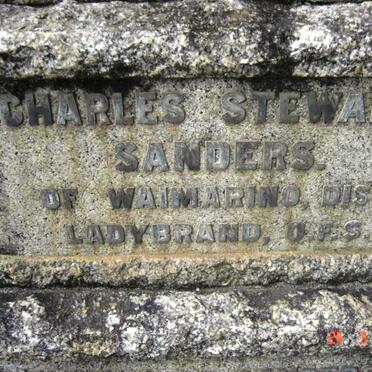 CHARLES STEWA
SANDERS.
OF WAIMARINO, DIS
LADYBRAND, O.F.S.